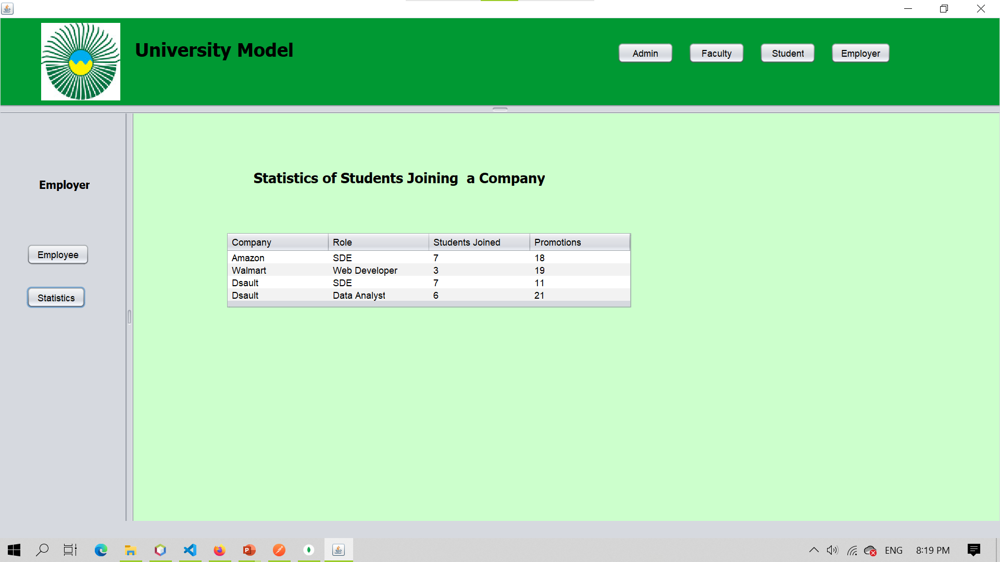 University Model
Admin Faculty Student Employer
Employer
Employee
Statistics
Statistics of Students Joining  a Company
Company Role Students Joined Promotions
Amazon SDE 7 18
Walmart Web Developer 3 19
Dsault SDE 7 11
Dsault Data Analyst 6 21
ENG 8:19 PM